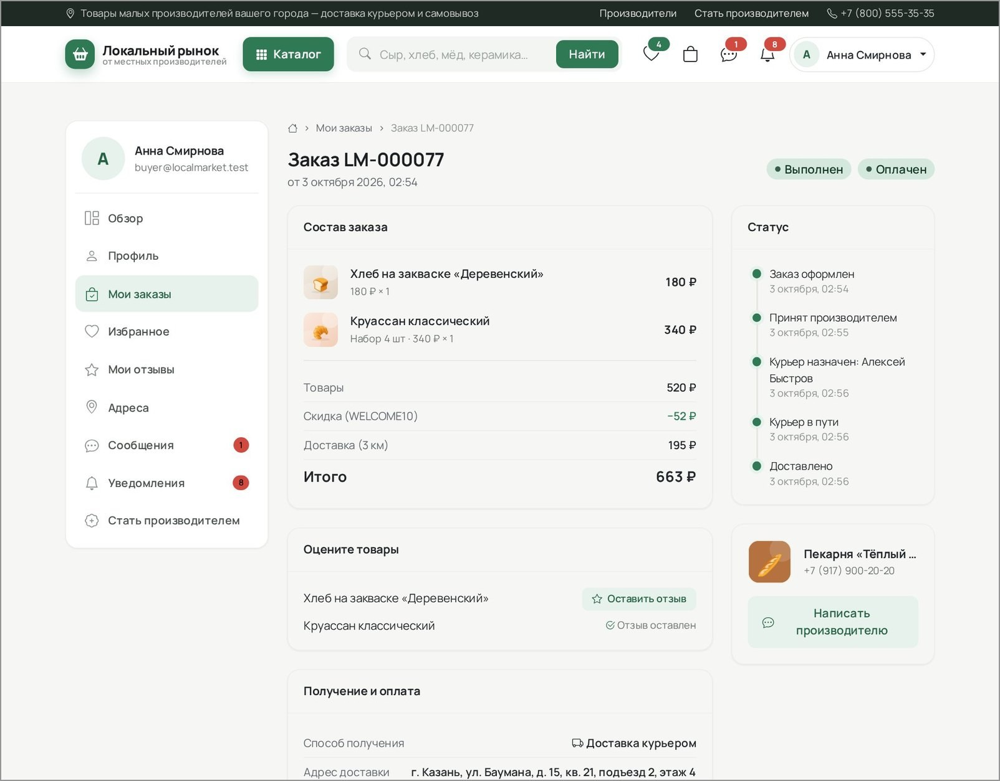 Товары малых производителей вашего города — доставка курьером и самовывоз
Производители
Стать производителем
+7 (800) 555-35-35
Локальный рынок
от местных производителей
Каталог
Сыр, хлеб, мёд, керамика...
Найти
4
1
8
А
Анна Смирнова
А
Анна Смирнова
buyer@localmarket.test
Обзор
Профиль
Мои заказы
Избранное
Мои отзывы
Адреса
Сообщения
1
Уведомления
8
Стать производителем
Мои заказы
Заказ LM-000077
Заказ LM-000077
от 3 октября 2026, 02:54
Выполнен
Оплачен
Состав заказа
Хлеб на закваске «Деревенский»
180 ₽ × 1
180 ₽
Круассан классический
Набор 4 шт · 340 ₽ × 1
340 ₽
Товары
520 ₽
Скидка (WELCOME10)
−52 ₽
Доставка (3 км)
195 ₽
Итого
663 ₽
Оцените товары
Хлеб на закваске «Деревенский»
Оставить отзыв
Круассан классический
Отзыв оставлен
Получение и оплата
Способ получения
Доставка курьером
Адрес доставки
г. Казань, ул. Баумана, д. 15, кв. 21, подъезд 2, этаж 4
Статус
Заказ оформлен
3 октября, 02:54
Принят производителем
3 октября, 02:55
Курьер назначен: Алексей
Быстров
3 октября, 02:56
Курьер в пути
3 октября, 02:56
Доставлено
3 октября, 02:56
Пекарня «Тёплый ...
+7 (917) 900-20-20
Написать
производителю